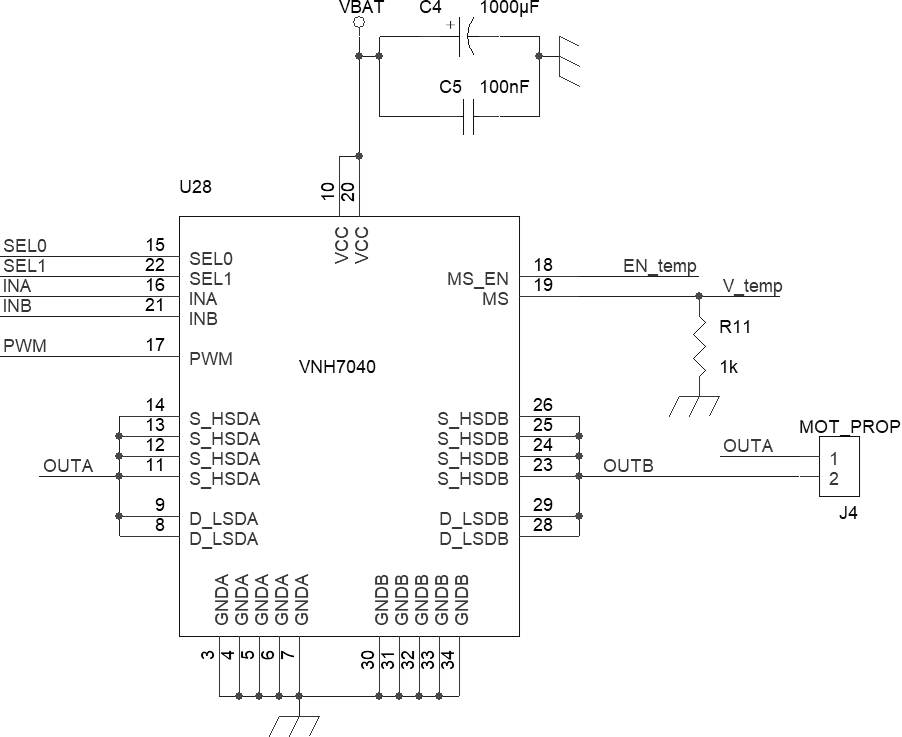 VBAT
C4 1000µF
+
C5 100nF
U28
10
20
VCC
VCC
SEL0 15 SEL0
SEL1 22 SEL1
INA 16 INA
INB 21 INB
PWM 17 PWM
MS_EN 18 EN_temp
MS 19 V_temp
R11
1k
VNH7040
14 S_HSDA
13 S_HSDA
12 S_HSDA
OUTA 11 S_HSDA
9 D_LSDA
8 D_LSDA
S_HSDB 26
S_HSDB 25
S_HSDB 24
S_HSDB 23 OUTB
D_LSDB 29
D_LSDB 28
MOT_PROP
OUTA 1
2
J4
GNDA
GNDA
GNDA
GNDA
GNDA
GNDB
GNDB
GNDB
GNDB
GNDB
3
4
5
6
7
30
31
32
33
34